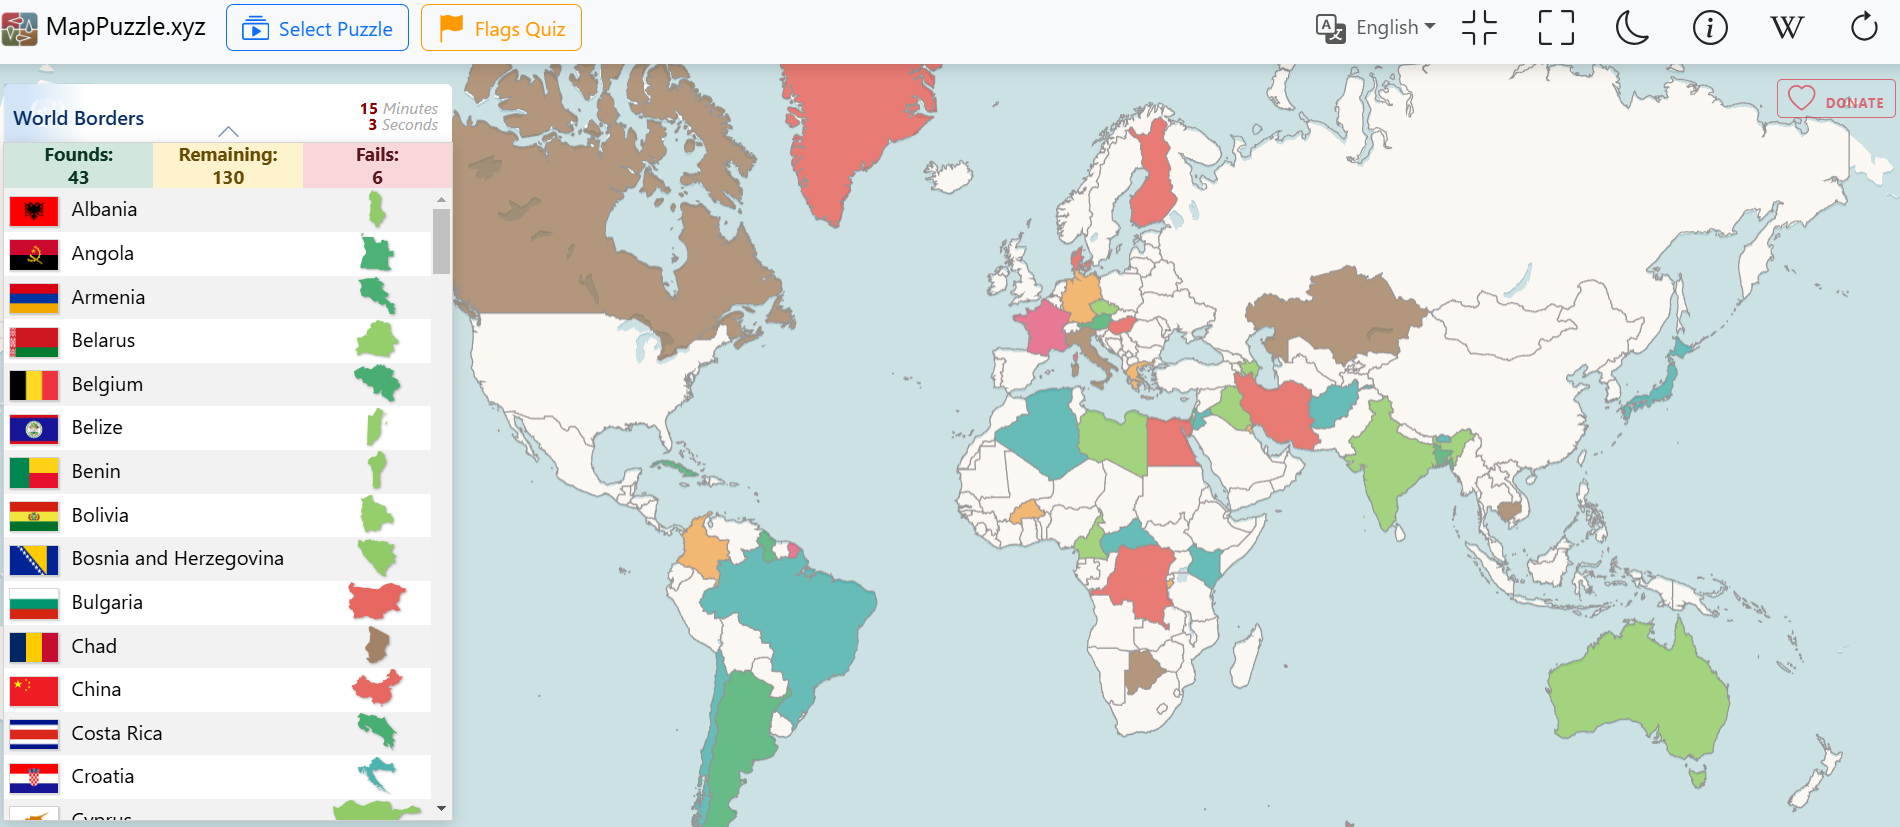 MapPuzzle.xyz
Select Puzzle
Flags Quiz
English
W
DONATE
World Borders
15 Minutes
3 Seconds
Founds:
43
Remaining:
130
Fails:
6
Albania
Angola
Armenia
Belarus
Belgium
Belize
Benin
Bolivia
Bosnia and Herzegovina
Bulgaria
Chad
China
Costa Rica
Croatia
Cyprus